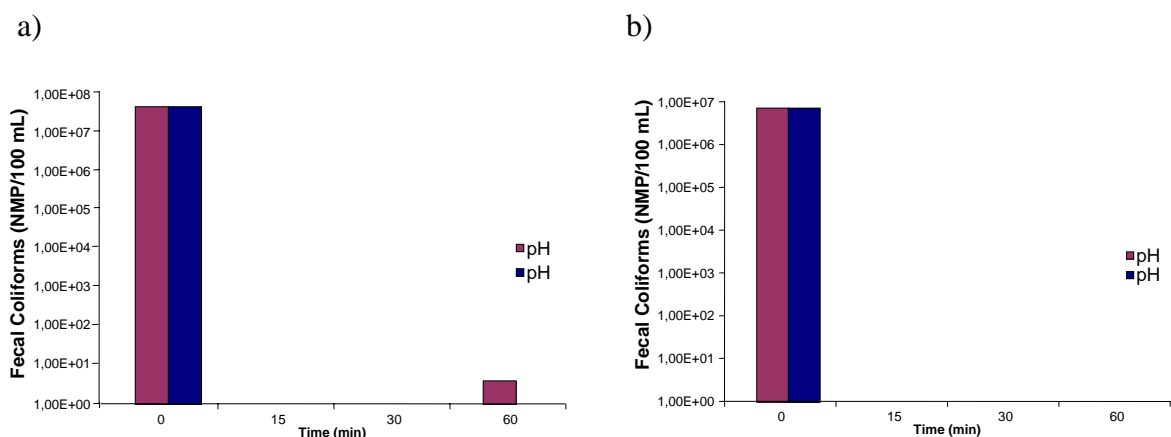 a)
Fecal Coliforms (NMP/100 mL)
1,00E+08
1,00E+07
1,00E+06
1,00E+05
1,00E+04
1,00E+03
1,00E+02
1,00E+01
1,00E+00
0 15 30 60
Time (min)
pH
pH
b)
Fecal Coliforms (NMP/100 mL)
1,00E+07
1,00E+06
1,00E+05
1,00E+04
1,00E+03
1,00E+02
1,00E+01
1,00E+00
0 15 30 60
Time (min)
pH
pH